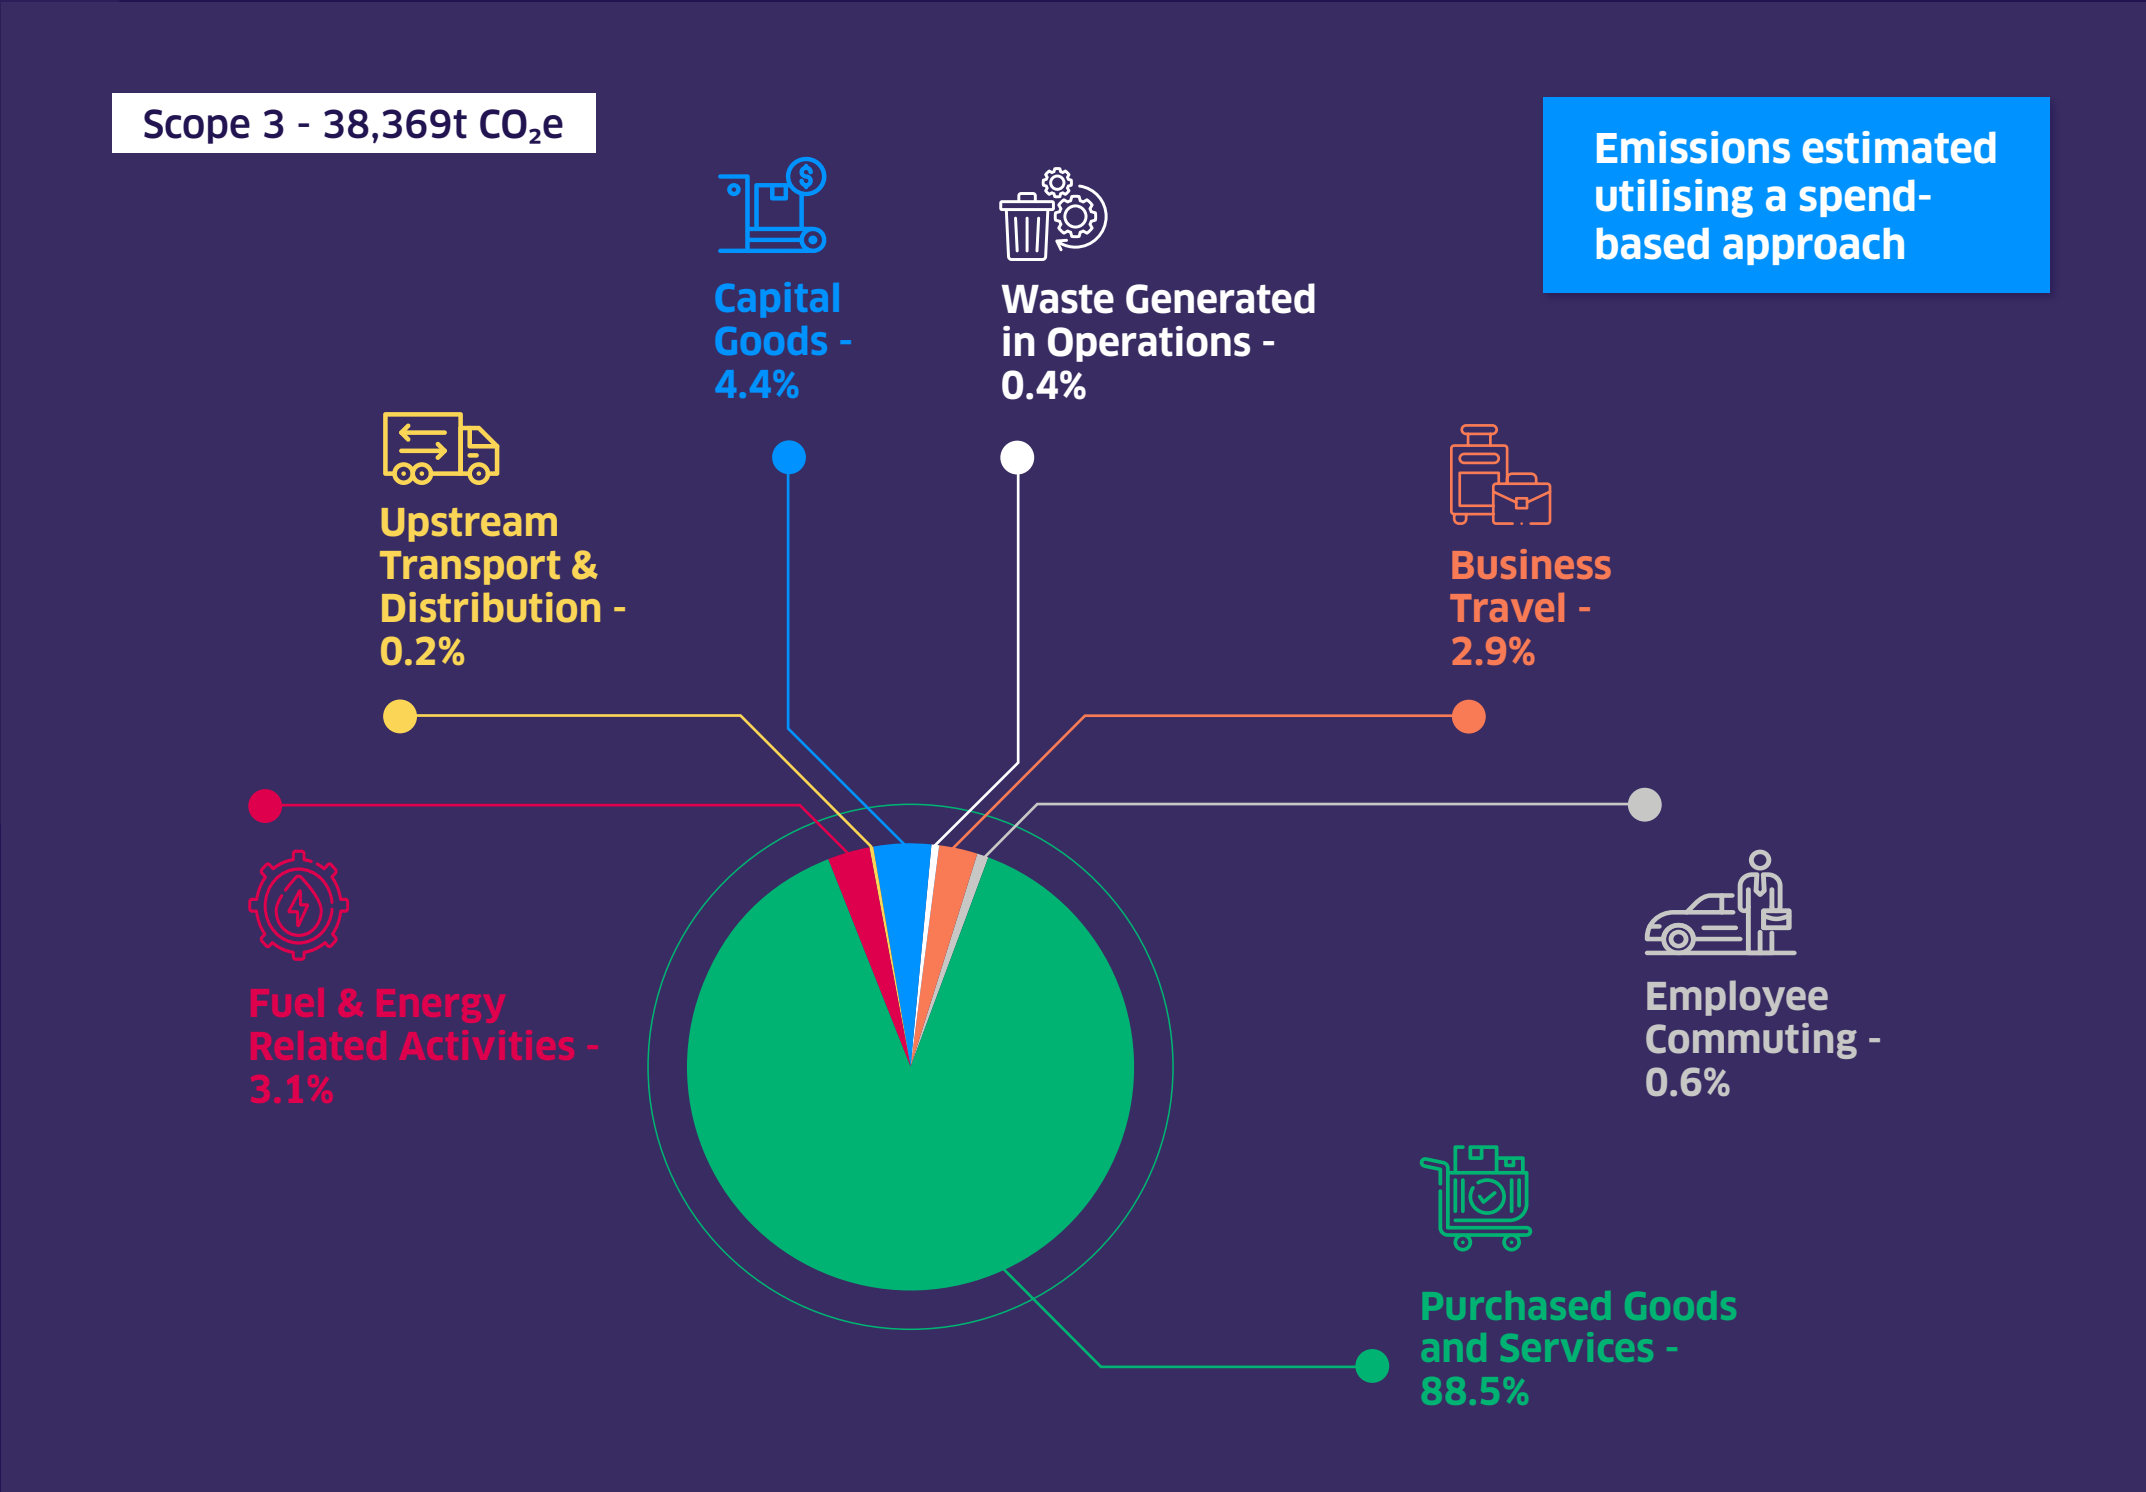 Scope 3 - 38,369t CO₂e
Emissions estimated
utilising a spend-
based approach
$
Capital
Goods -
4.4%
Waste Generated
in Operations -
0.4%
Upstream
Transport &
Distribution -
0.2%
Business
Travel -
2.9%
Fuel & Energy
Related Activities -
3.1%
Employee
Commuting -
0.6%
Purchased Goods
and Services -
88.5%